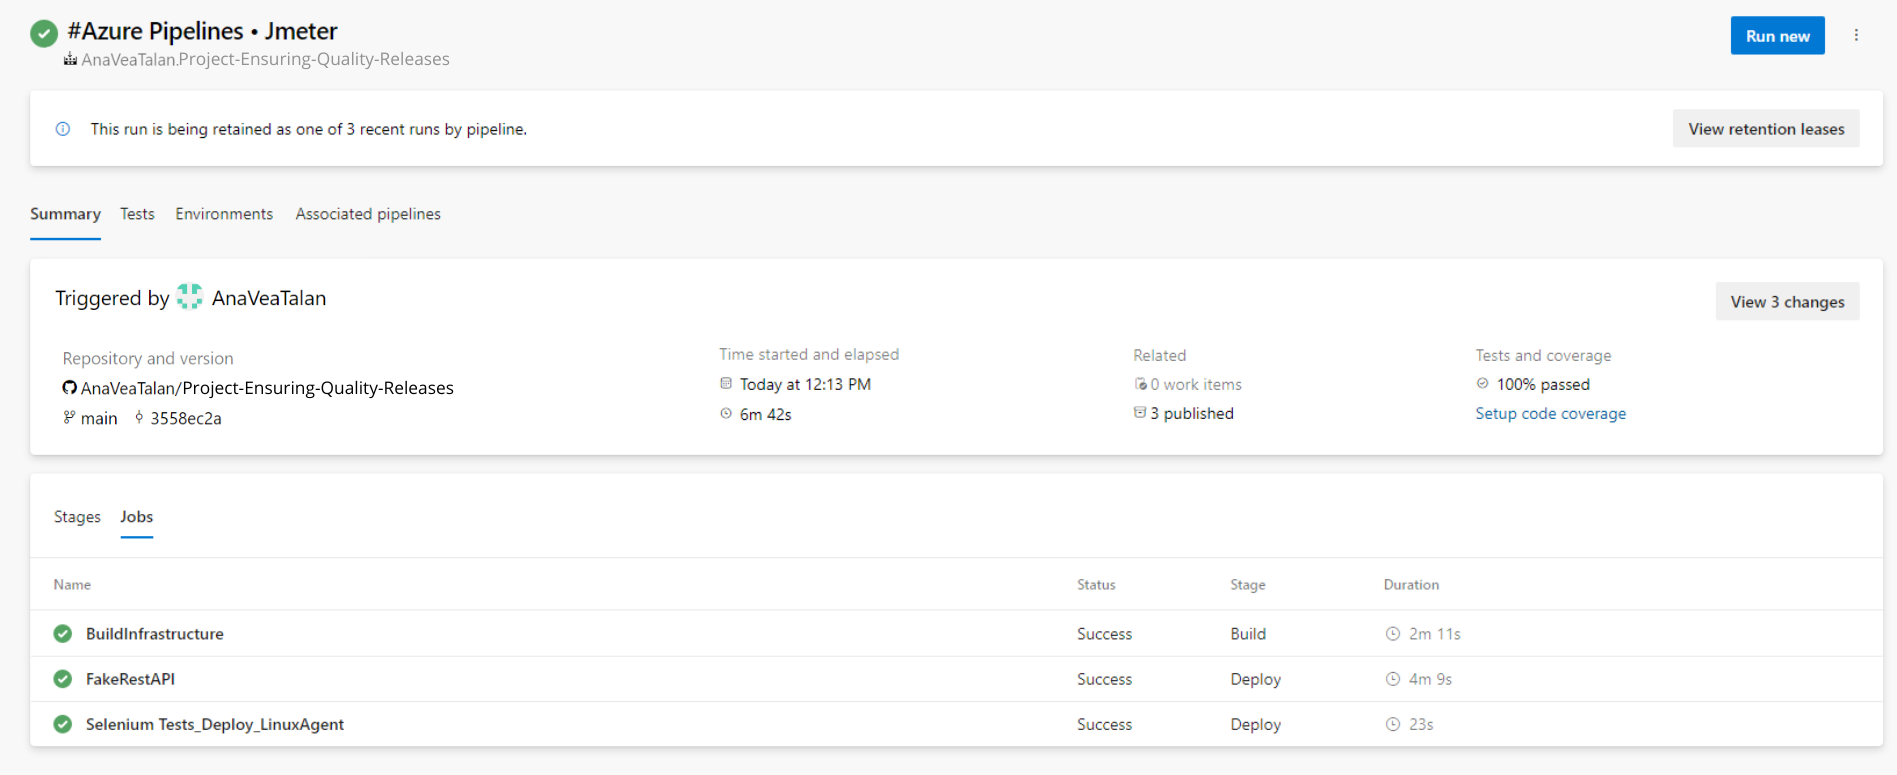 #Azure Pipelines • Jmeter
Run new
AnaVeaTalan.Project-Ensuring-Quality-Releases
This run is being retained as one of 3 recent runs by pipeline.
View retention leases
Summary Tests Environments Associated pipelines
Triggered by AnaVeaTalan
View 3 changes
Repository and version
AnaVeaTalan/Project-Ensuring-Quality-Releases
main 3558ec2a
Time started and elapsed
Today at 12:13 PM
6m 42s
Related
0 work items
3 published
Tests and coverage
100% passed
Setup code coverage
Stages Jobs
Name Status Stage Duration
BuildInfrastructure Success Build 2m 11s
FakeRestAPI Success Deploy 4m 9s
Selenium Tests_Deploy_LinuxAgent Success Deploy 23s